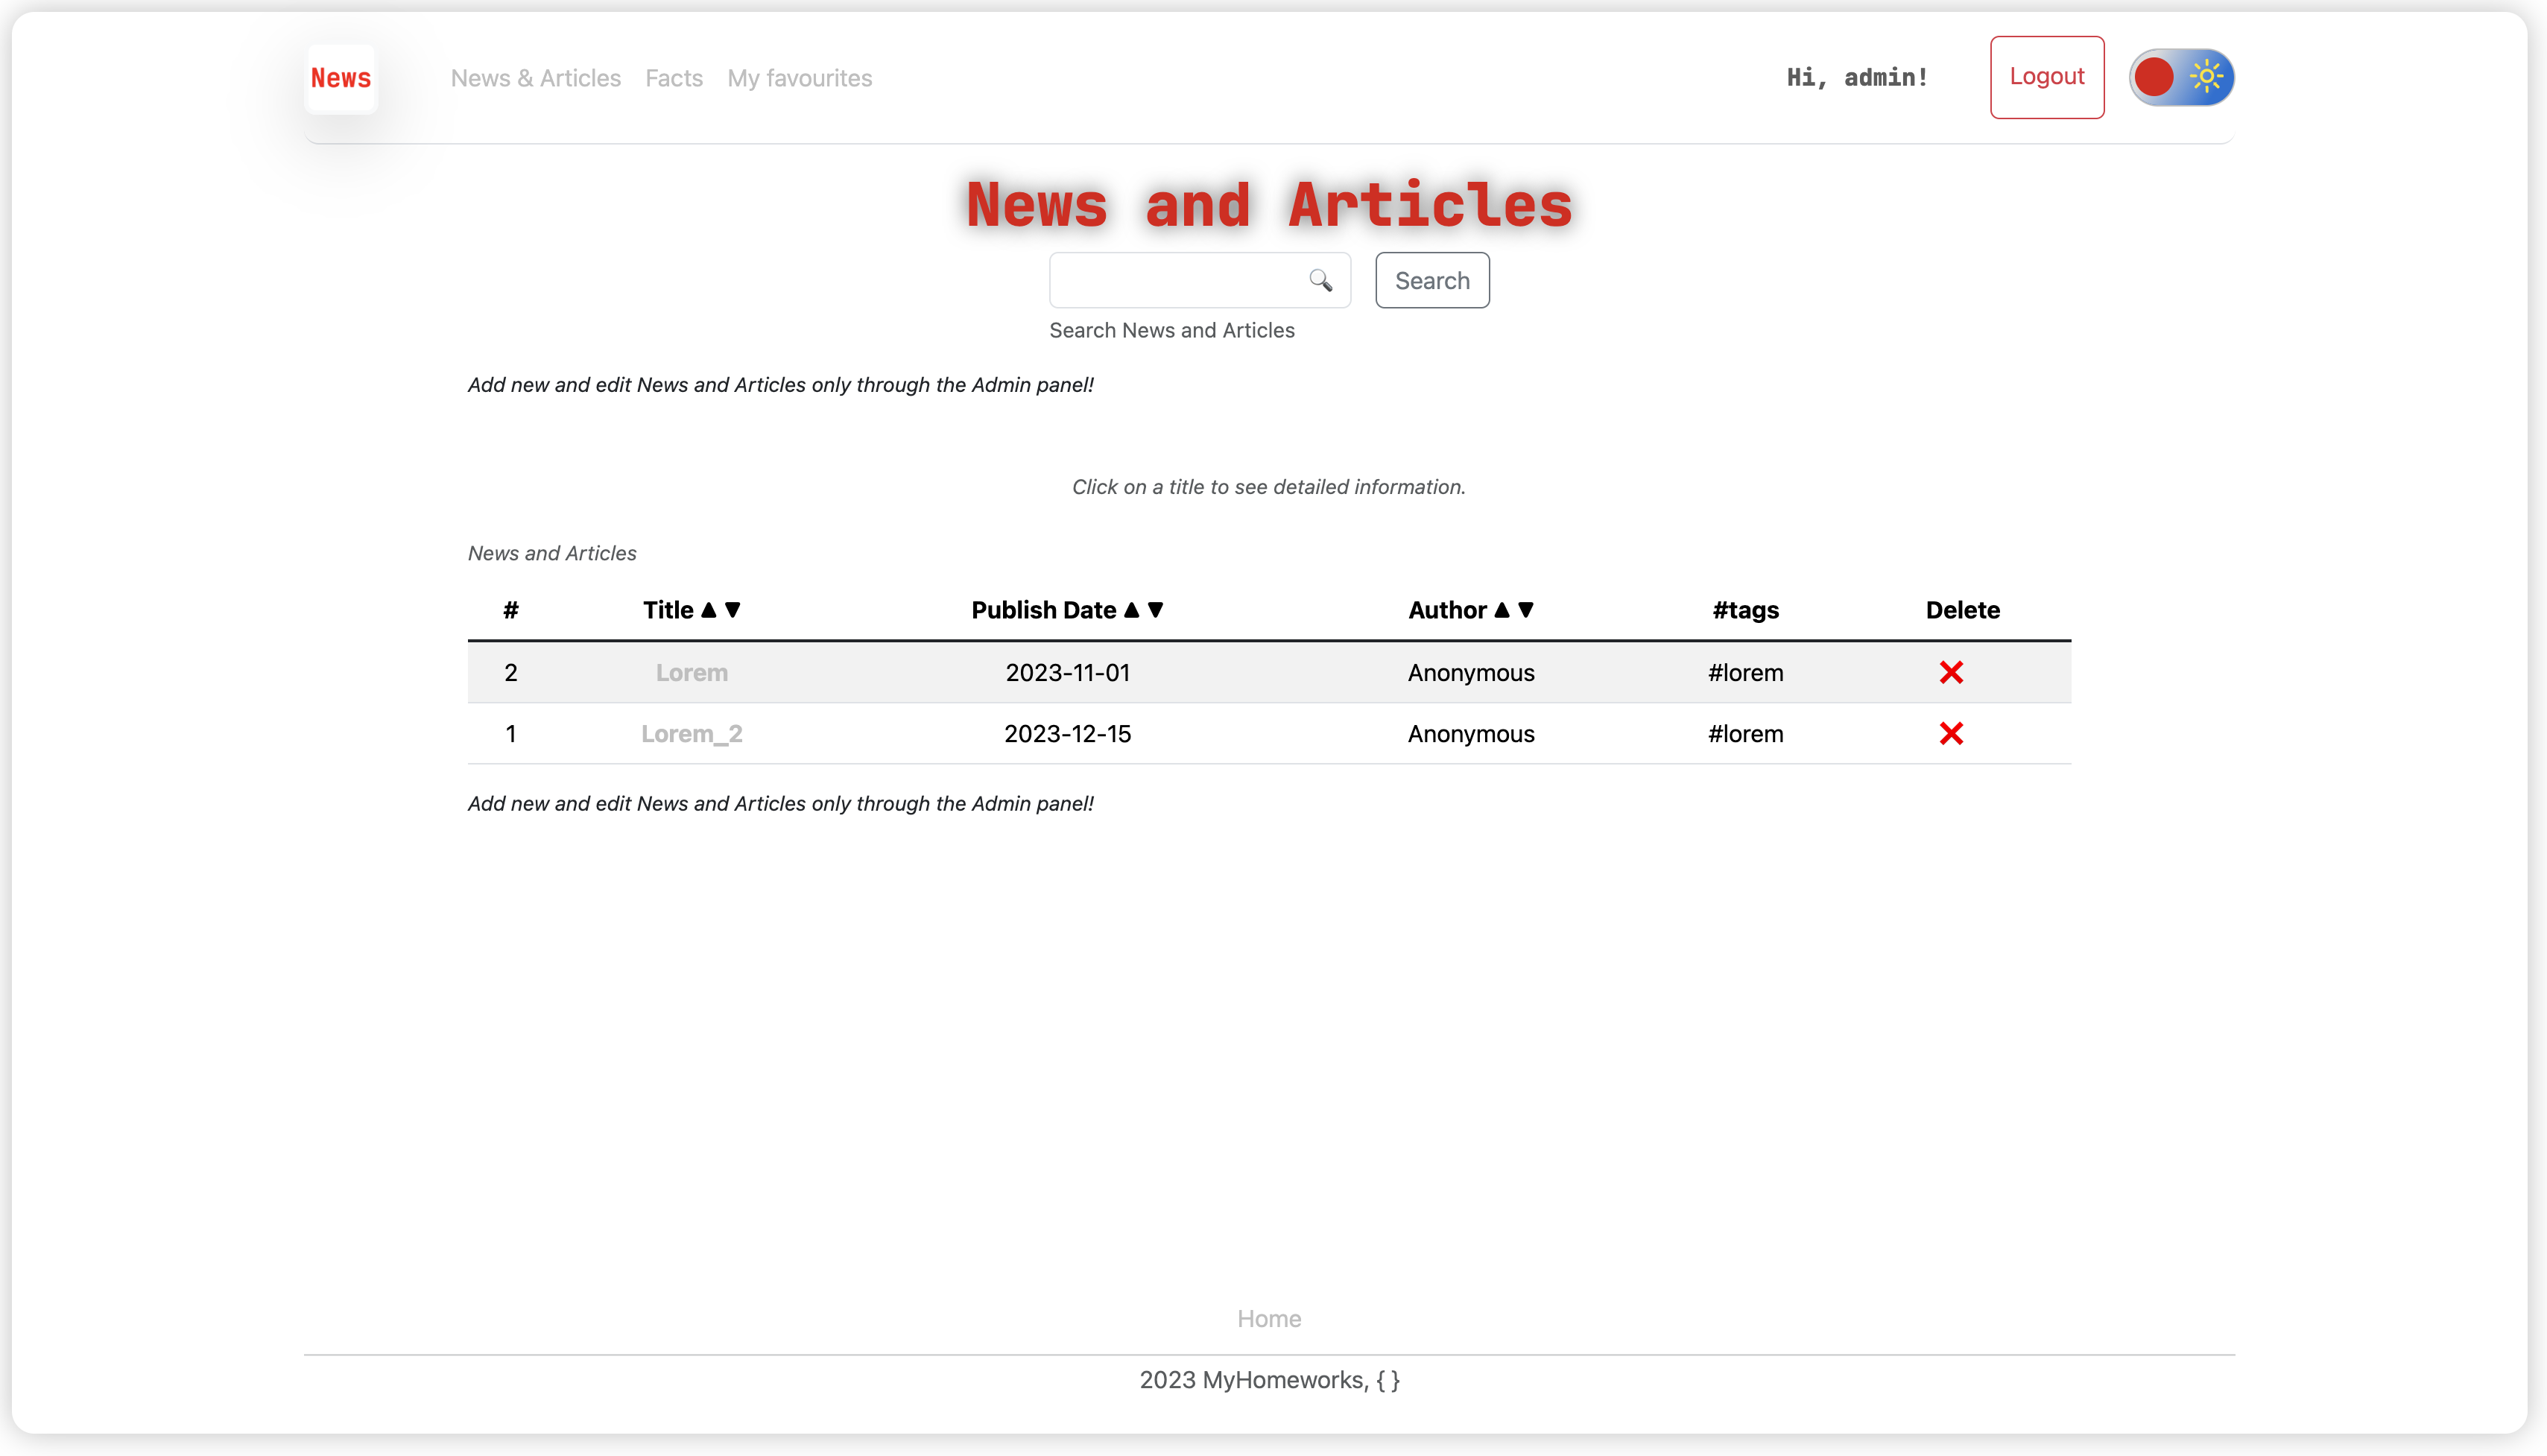 News
News & Articles Facts My favourites
Hi, admin!
Logout
News and Articles
Search
Search News and Articles
Add new and edit News and Articles only through the Admin panel!
Click on a title to see detailed information.
News and Articles
# Title ▲ ▼ Publish Date ▲ ▼ Author ▲ ▼ #tags Delete
2 Lorem 2023-11-01 Anonymous #lorem ❌
1 Lorem_2 2023-12-15 Anonymous #lorem ❌
Add new and edit News and Articles only through the Admin panel!
Home
2023 MyHomeworks, { }